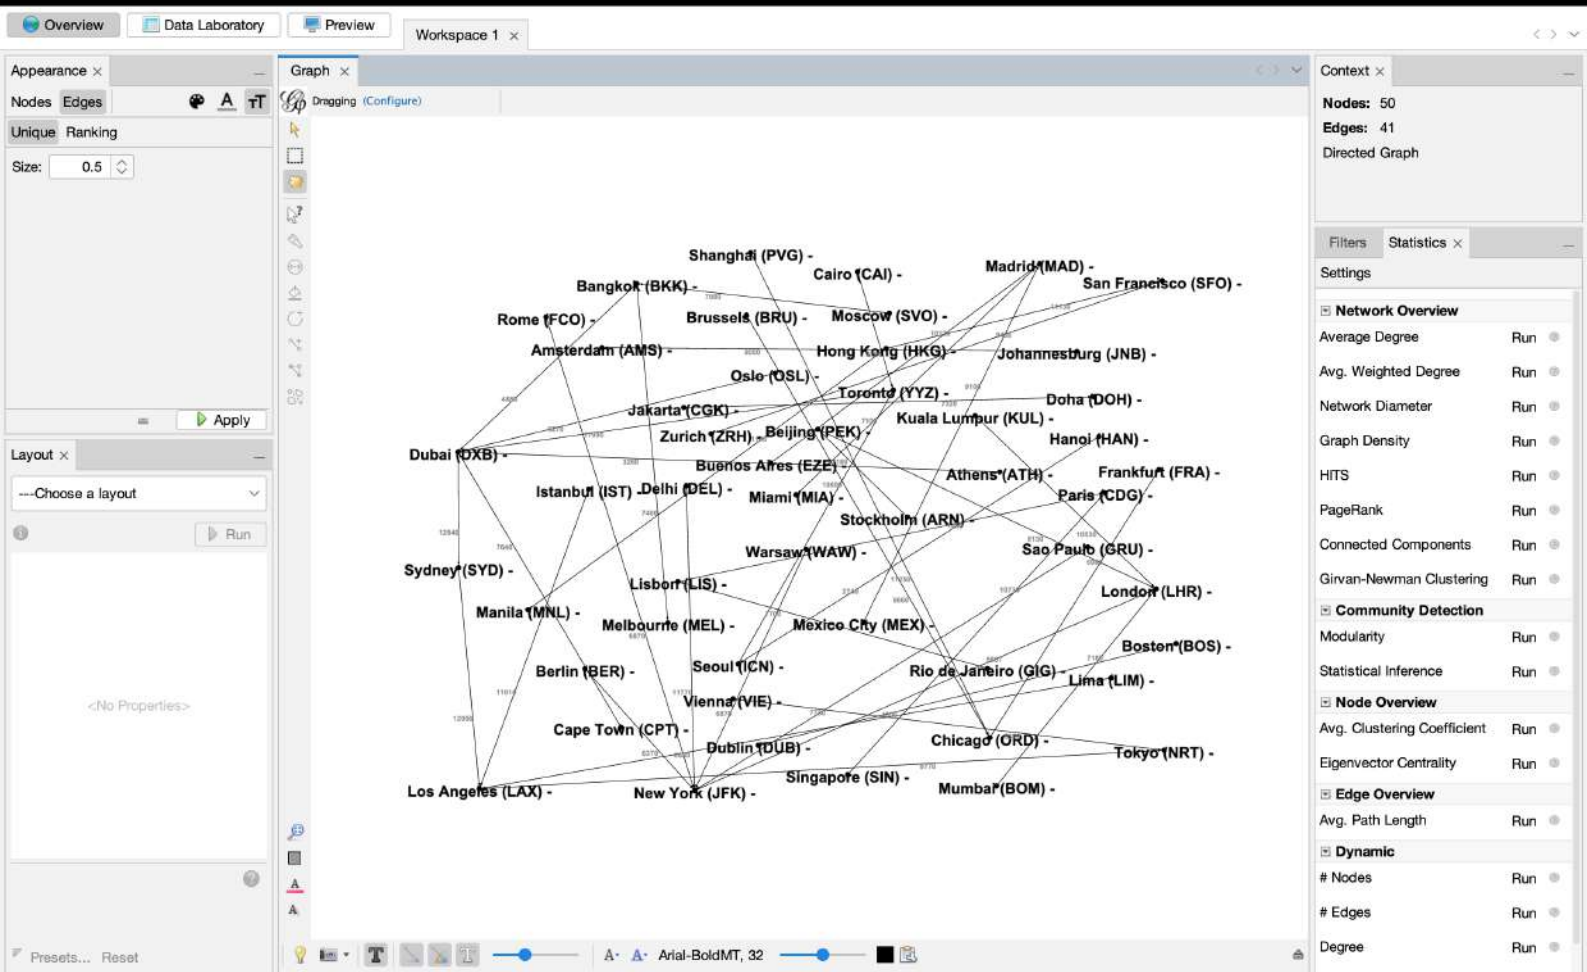 Overview Data Laboratory Preview Workspace 1
Appearance
Nodes Edges
Unique Ranking
Size: 0.5
Apply
Layout
---Choose a layout
Run
<No Properties>
Presets... Reset
Graph
Dragging (Configure)
Shanghai (PVG) -
Cairo (CAI) -
Madrid (MAD) -
San Francisco (SFO) -
Bangkok (BKK) -
Rome (FCO) -
Brussels (BRU) -
Moscow (SVO) -
Amsterdam (AMS) -
Hong Kong (HKG) -
Johannesburg (JNB) -
Oslo (OSL) -
Toronto (YYZ) -
Doha (DOH) -
Jakarta (CGK) -
Kuala Lumpur (KUL) -
Zurich (ZRH) -
Beijing (PEK) -
Hanoi (HAN) -
Dubai (DXB) -
Buenos Aires (EZE) -
Athens (ATH) -
Frankfurt (FRA) -
Istanbul (IST) -
Delhi (DEL) -
Miami (MIA) -
Paris (CDG) -
Stockholm (ARN) -
Warsaw (WAW) -
Sao Paulo (GRU) -
Sydney (SYD) -
Lisbon (LIS) -
London (LHR) -
Manila (MNL) -
Melbourne (MEL) -
Mexico City (MEX) -
Boston (BOS) -
Berlin (BER) -
Seoul (ICN) -
Rio de Janeiro (GIG) -
Lima (LIM) -
Vienna (VIE) -
Cape Town (CPT) -
Dublin (DUB) -
Chicago (ORD) -
Tokyo (NRT) -
Singapore (SIN) -
Los Angeles (LAX) -
New York (JFK) -
Mumbai (BOM) -
Arial-BoldMT, 32
Context
Nodes: 50
Edges: 41
Directed Graph
Filters Statistics
Settings
Network Overview
Average Degree Run
Avg. Weighted Degree Run
Network Diameter Run
Graph Density Run
HITS Run
PageRank Run
Connected Components Run
Girvan-Newman Clustering Run
Community Detection
Modularity Run
Statistical Inference Run
Node Overview
Avg. Clustering Coefficient Run
Eigenvector Centrality Run
Edge Overview
Avg. Path Length Run
Dynamic
# Nodes Run
# Edges Run
Degree Run